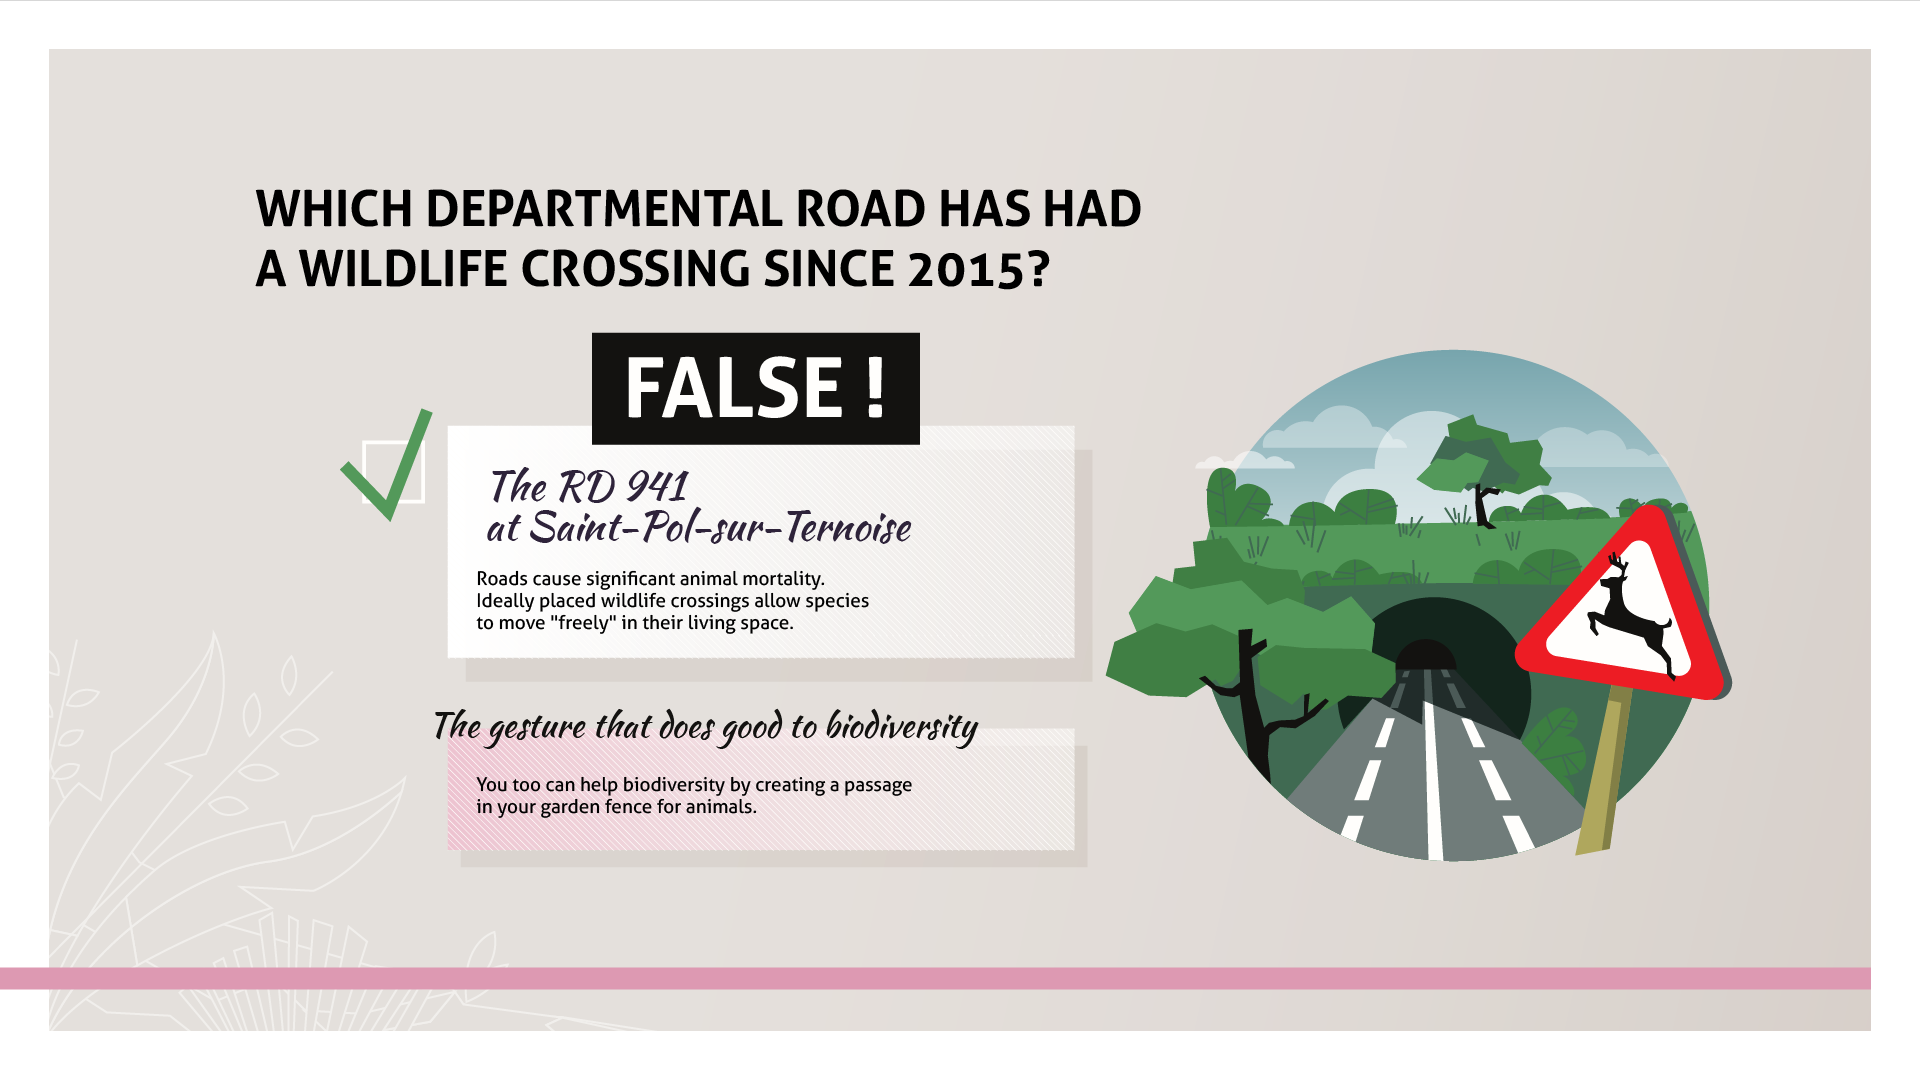 WHICH DEPARTMENTAL ROAD HAS HAD
A WILDLIFE CROSSING SINCE 2015?
FALSE !
The RD 941
at Saint-Pol-sur-Ternoise
Roads cause significant animal mortality.
Ideally placed wildlife crossings allow species
to move "freely" in their living space.
The gesture that does good to biodiversity
You too can help biodiversity by creating a passage
in your garden fence for animals.